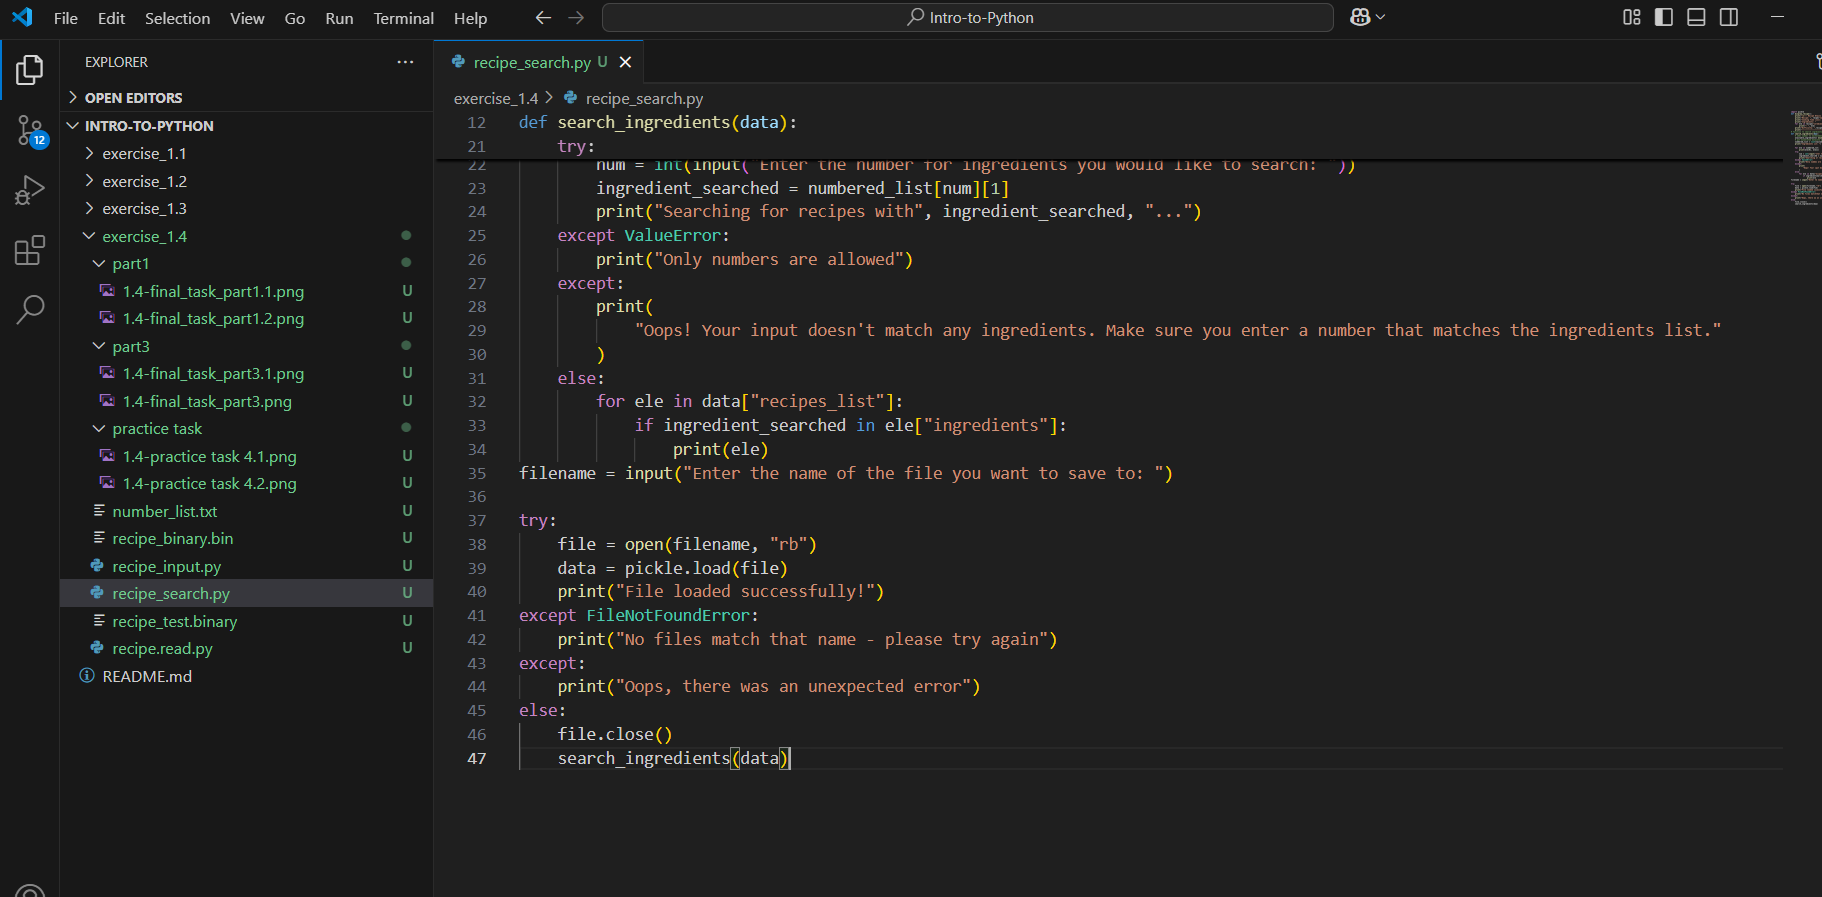 File Edit Selection View Go Run Terminal Help
Intro-to-Python
EXPLORER
OPEN EDITORS
INTRO-TO-PYTHON
exercise_1.1
exercise_1.2
exercise_1.3
exercise_1.4
part1
1.4-final_task_part1.1.png U
1.4-final_task_part1.2.png U
part3
1.4-final_task_part3.1.png U
1.4-final_task_part3.png U
practice task
1.4-practice task 4.1.png U
1.4-practice task 4.2.png U
number_list.txt U
recipe_binary.bin U
recipe_input.py U
recipe_search.py U
recipe_test.binary U
recipe.read.py U
README.md
12
recipe_search.py U
exercise_1.4 > recipe_search.py
12 def search_ingredients(data):
21 try:
22 num = int(input("Enter the number for ingredients you would like to search: "))
23 ingredient_searched = numbered_list[num][1]
24 print("Searching for recipes with", ingredient_searched, "...")
25 except ValueError:
26 print("Only numbers are allowed")
27 except:
28 print(
29 "Oops! Your input doesn't match any ingredients. Make sure you enter a number that matches the ingredients list."
30 )
31 else:
32 for ele in data["recipes_list"]:
33 if ingredient_searched in ele["ingredients"]:
34 print(ele)
35 filename = input("Enter the name of the file you want to save to: ")
36
37 try:
38 file = open(filename, "rb")
39 data = pickle.load(file)
40 print("File loaded successfully!")
41 except FileNotFoundError:
42 print("No files match that name - please try again")
43 except:
44 print("Oops, there was an unexpected error")
45 else:
46 file.close()
47 search_ingredients(data)